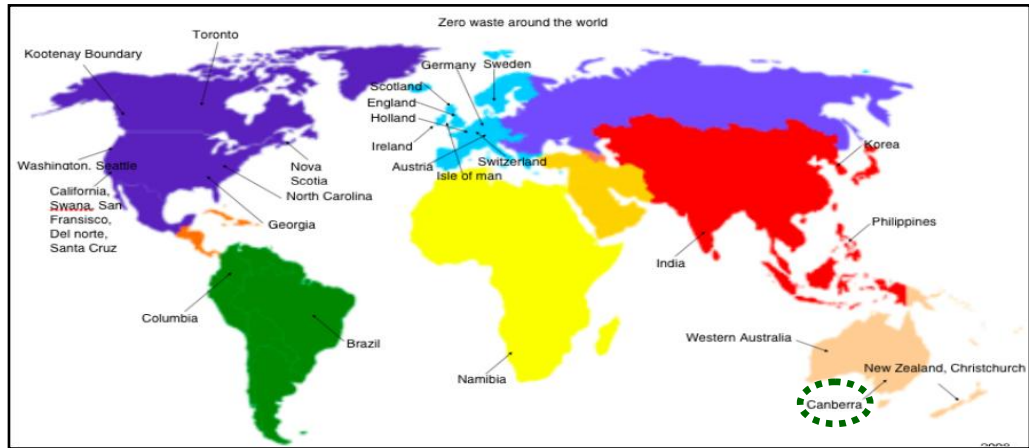 Zero waste around the world
Toronto
Kootenay Boundary
Germany
Sweden
Scotland
England
Holland
Ireland
Austria
Switzerland
Isle of man
Korea
Washington, Seattle
Nova
Scotia
North Carolina
California,
Swana, San
Fransisco,
Del norte,
Santa Cruz
Georgia
Philippines
India
Columbia
Brazil
Namibia
Western Australia
New Zealand, Christchurch
Canberra